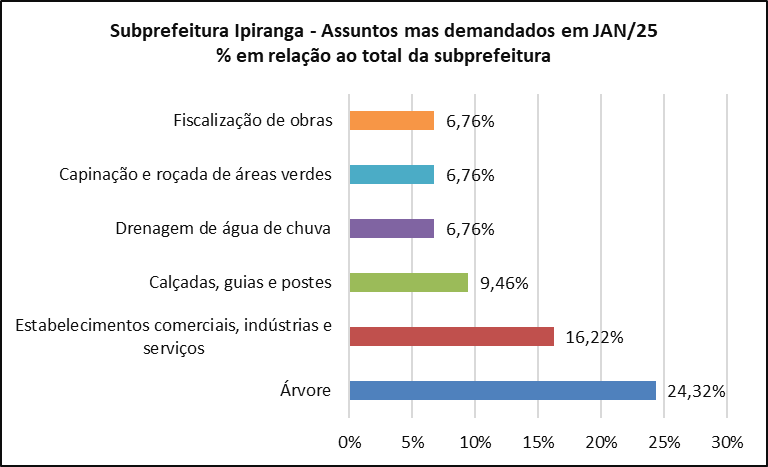 Subprefeitura Ipiranga - Assuntos mas demandados em JAN/25
% em relação ao total da subprefeitura
Fiscalização de obras 6,76%
Capinação e roçada de áreas verdes 6,76%
Drenagem de água de chuva 6,76%
Calçadas, guias e postes 9,46%
Estabelecimentos comerciais, indústrias e
serviços 16,22%
Árvore 24,32%
0% 5% 10% 15% 20% 25% 30%